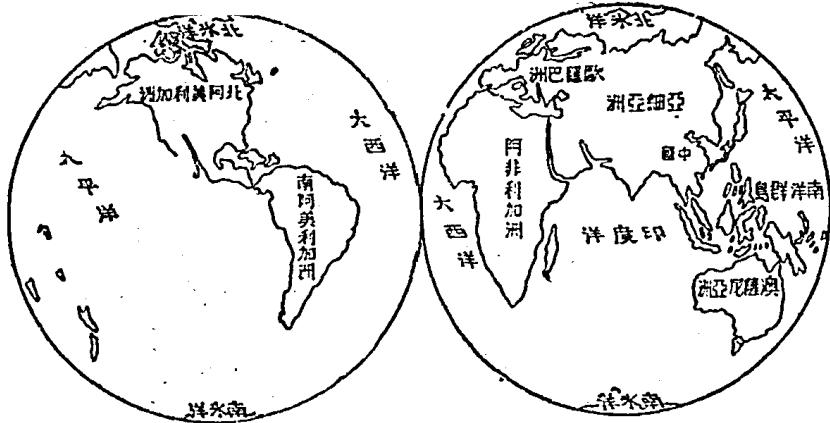 北氷洋
北阿美利加洲
大西洋
太平洋
南阿美利加洲
南氷洋
北氷洋
歐羅巴洲
亞細亞洲
太平洋
中國
阿非利加洲
南洋群島
大西洋
印度洋
南氷洋